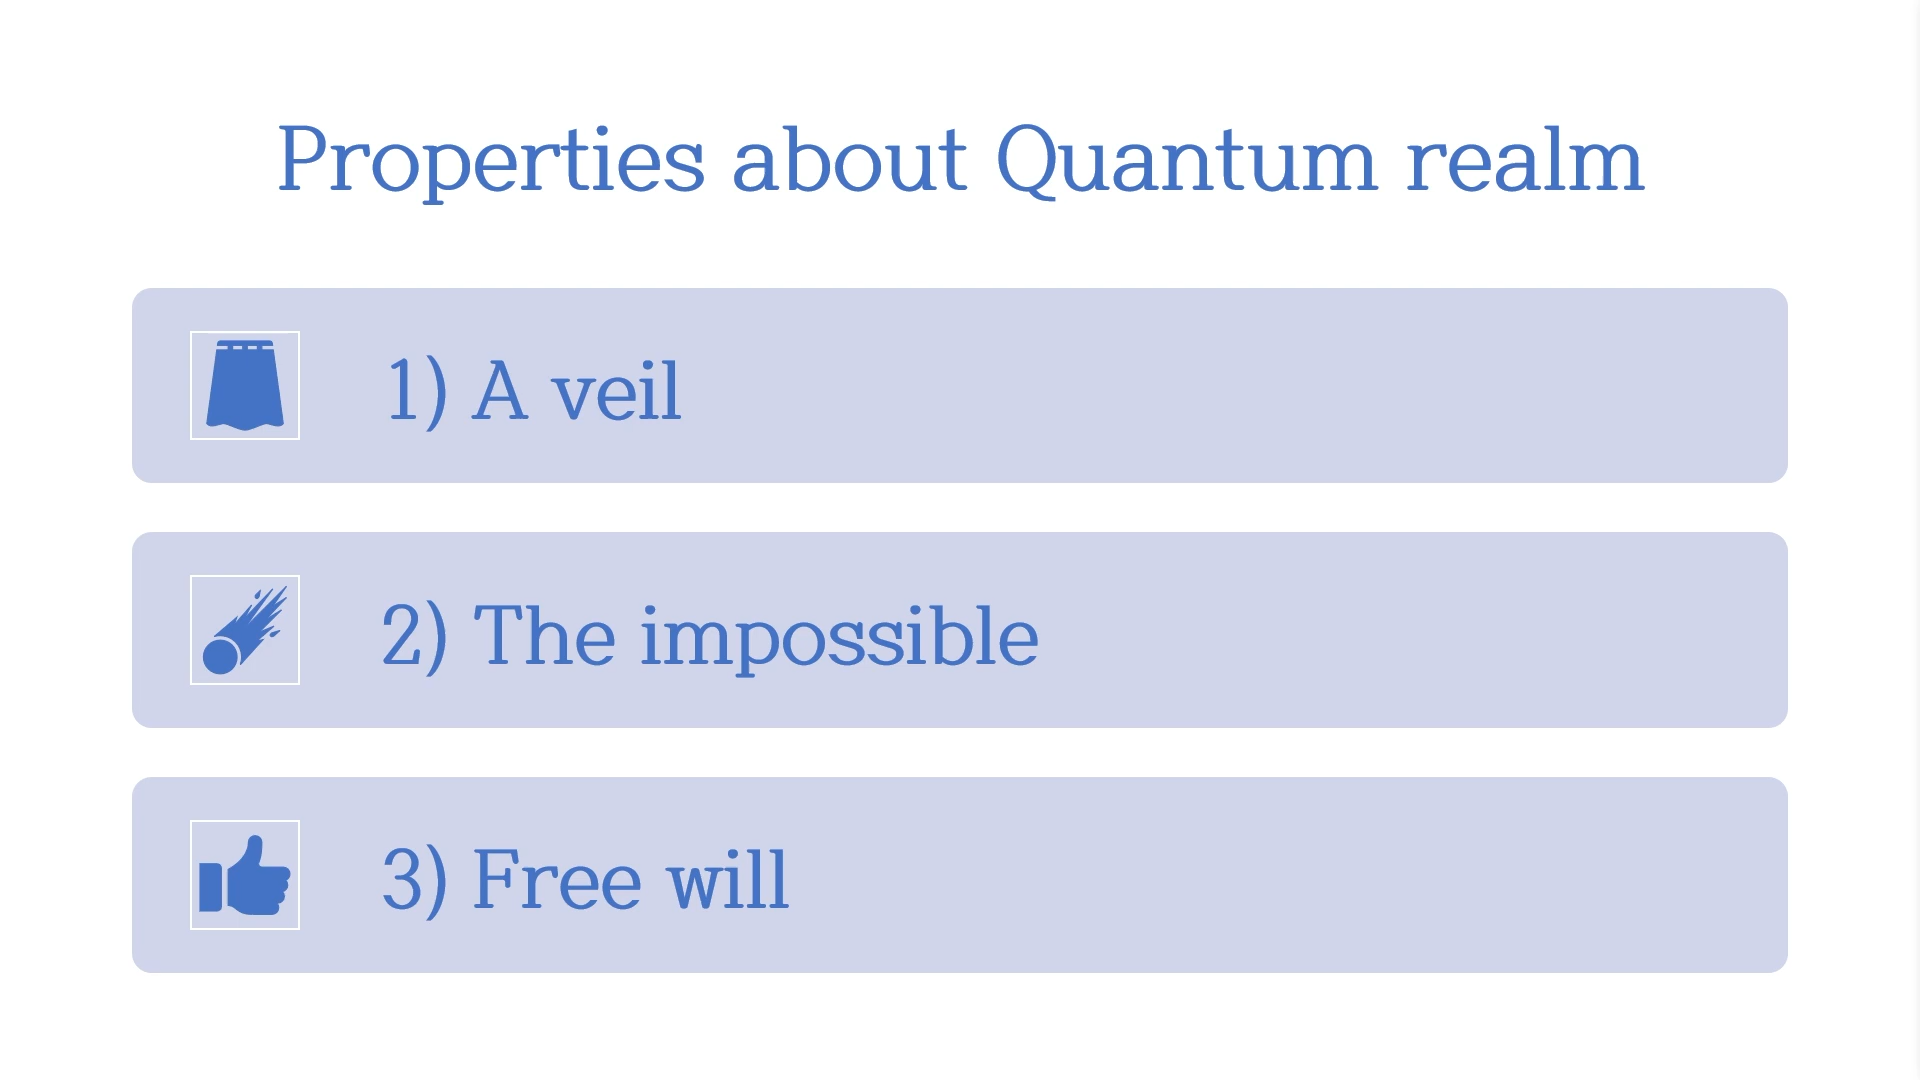 Properties about Quantum realm
1) A veil
2) The impossible
3) Free will